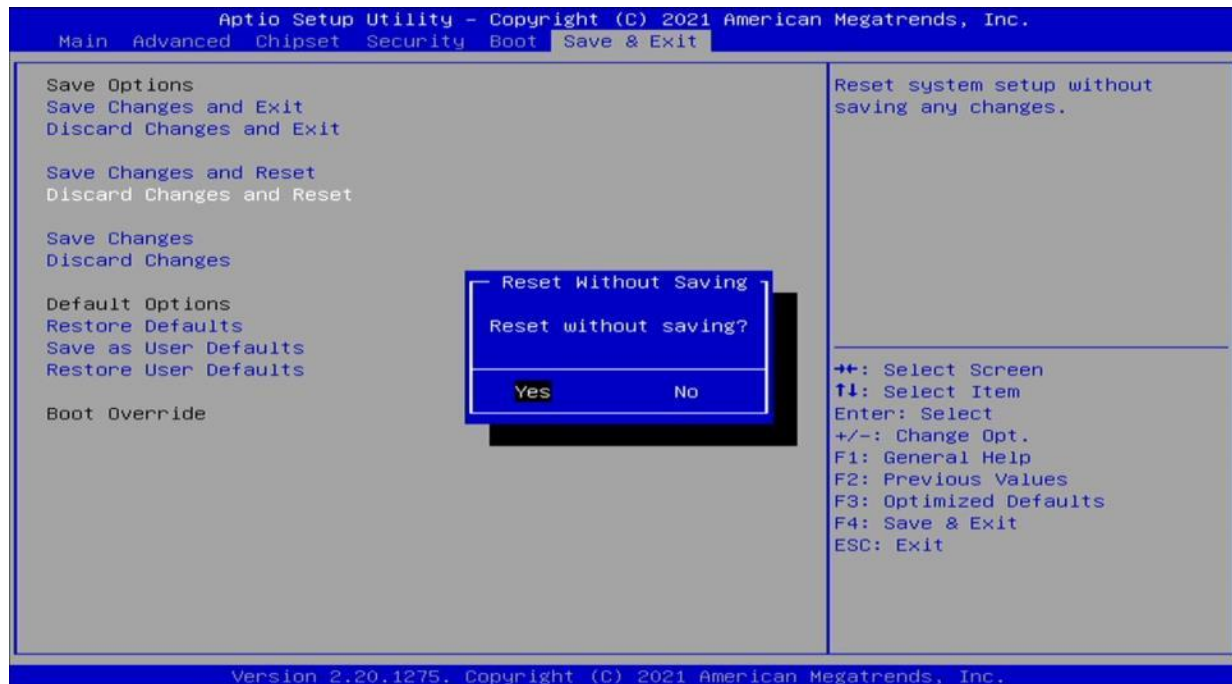 Aptio Setup Utility – Copyright (C) 2021 American Megatrends, Inc.
Main Advanced Chipset Security Boot Save & Exit
Save Options
Save Changes and Exit
Discard Changes and Exit
Save Changes and Reset
Discard Changes and Reset
Save Changes
Discard Changes
Default Options
Restore Defaults
Save as User Defaults
Restore User Defaults
Boot Override
Reset Without Saving
Reset without saving?
Yes No
Reset system setup without
saving any changes.
→←: Select Screen
↑↓: Select Item
Enter: Select
+/-: Change Opt.
F1: General Help
F2: Previous Values
F3: Optimized Defaults
F4: Save & Exit
ESC: Exit
Version 2.20.1275. Copyright (C) 2021 American Megatrends, Inc.